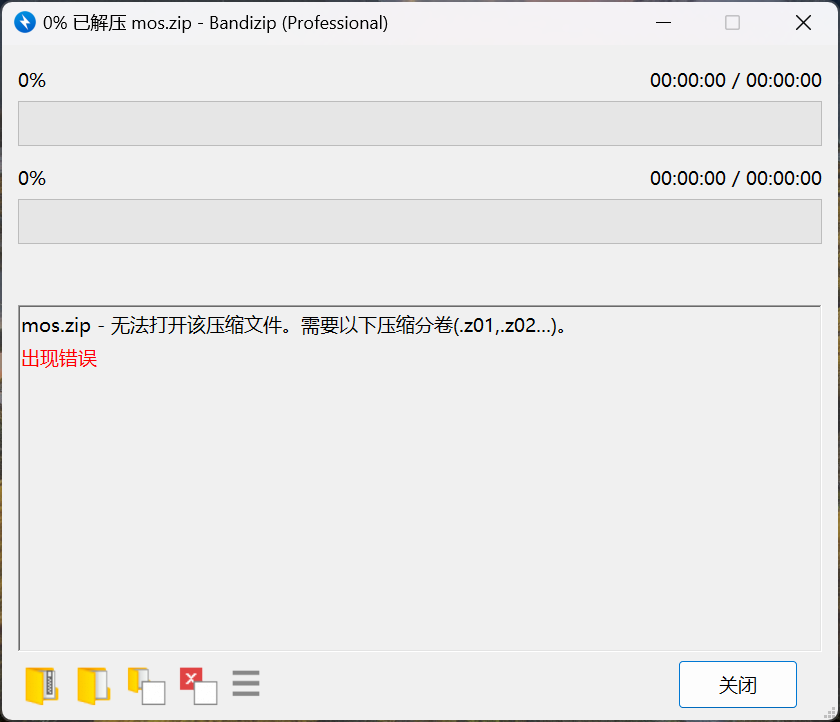 0% 已解压 mos.zip - Bandizip (Professional)
0% 00:00:00 / 00:00:00
0% 00:00:00 / 00:00:00
mos.zip - 无法打开该压缩文件。需要以下压缩分卷(.z01,.z02...)。
出现错误
关闭